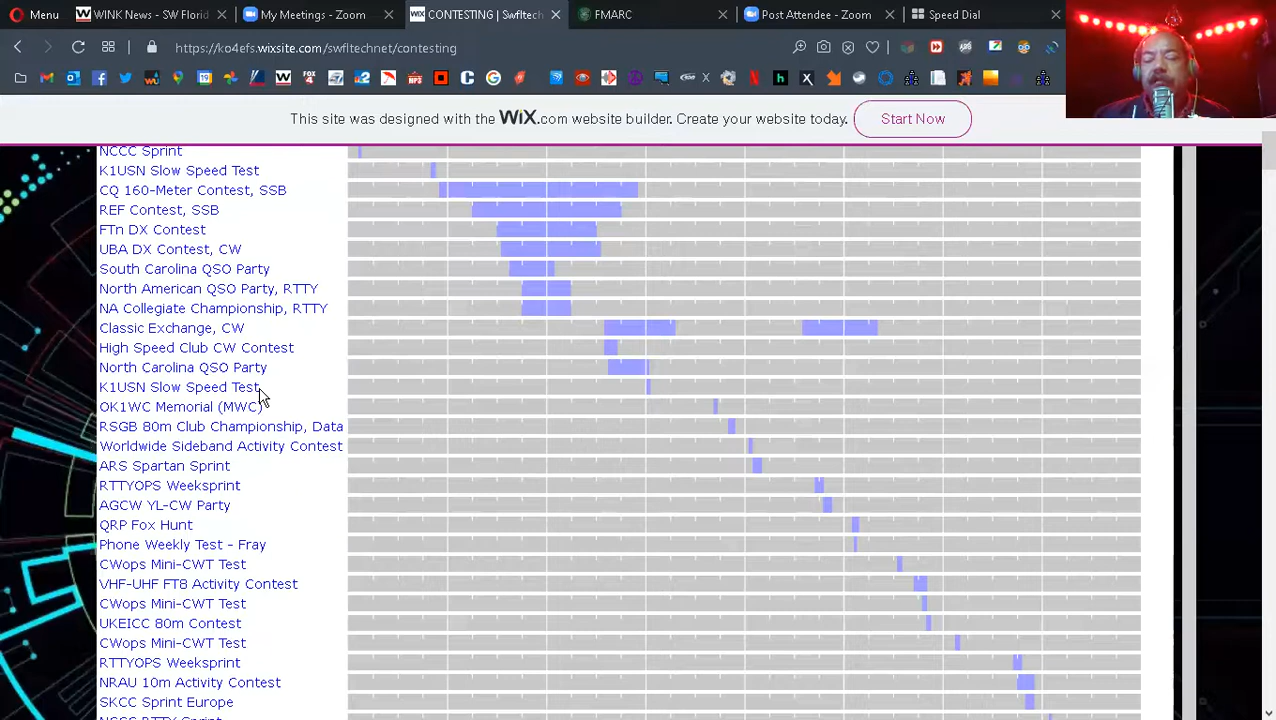 Menu
WINK News - SW Florid
My Meetings - Zoom
CONTESTING | Swfltech
FMARC
Post Attendee - Zoom
Speed Dial
https://ko4efs.wixsite.com/swfltechnet/contesting
This site was designed with the WiX.com website builder. Create your website today.
Start Now
NCCC Sprint
K1USN Slow Speed Test
CQ 160-Meter Contest, SSB
REF Contest, SSB
FTn DX Contest
UBA DX Contest, CW
South Carolina QSO Party
North American QSO Party, RTTY
NA Collegiate Championship, RTTY
Classic Exchange, CW
High Speed Club CW Contest
North Carolina QSO Party
K1USN Slow Speed Test
OK1WC Memorial (MWC)
RSGB 80m Club Championship, Data
Worldwide Sideband Activity Contest
ARS Spartan Sprint
RTTYOPS Weeksprint
AGCW YL-CW Party
QRP Fox Hunt
Phone Weekly Test - Fray
CWops Mini-CWT Test
VHF-UHF FT8 Activity Contest
CWops Mini-CWT Test
UKEICC 80m Contest
CWops Mini-CWT Test
RTTYOPS Weeksprint
NRAU 10m Activity Contest
SKCC Sprint Europe
NCCC RTTY Sprint